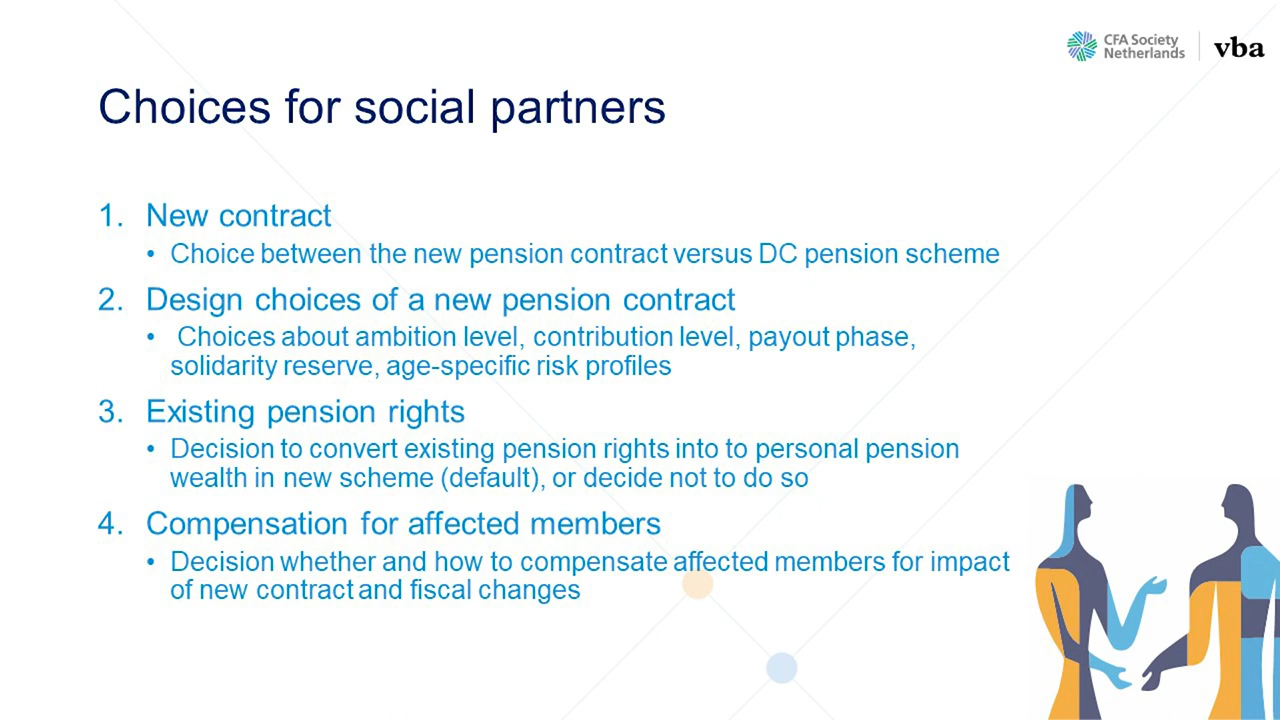 CFA Society
Netherlands
vba
Choices for social partners
1. New contract
• Choice between the new pension contract versus DC pension scheme
2. Design choices of a new pension contract
• Choices about ambition level, contribution level, payout phase,
solidarity reserve, age-specific risk profiles
3. Existing pension rights
• Decision to convert existing pension rights into to personal pension
wealth in new scheme (default), or decide not to do so
4. Compensation for affected members
• Decision whether and how to compensate affected members for impact
of new contract and fiscal changes